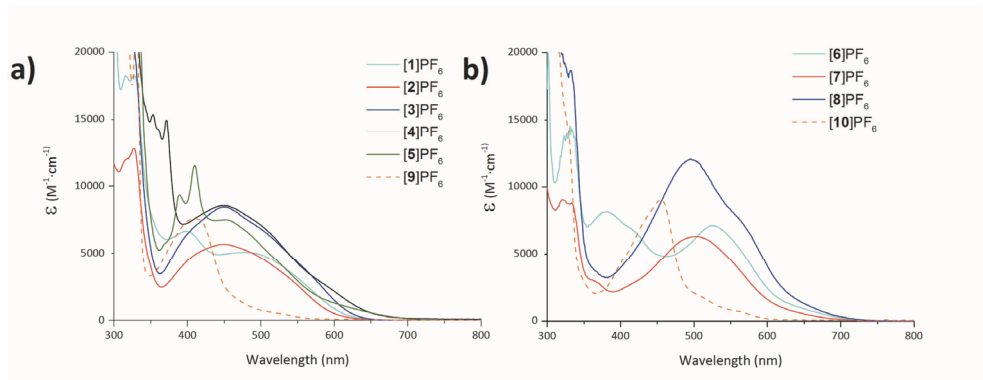 a)
ε (M⁻¹·cm⁻¹)
20000
15000
10000
5000
0
300
400
500
600
700
800
Wavelength (nm)
[1]PF₆
[2]PF₆
[3]PF₆
[4]PF₆
[5]PF₆
[9]PF₆
b)
ε (M⁻¹·cm⁻¹)
20000
15000
10000
5000
0
300
400
500
600
700
800
Wavelength (nm)
[6]PF₆
[7]PF₆
[8]PF₆
[10]PF₆